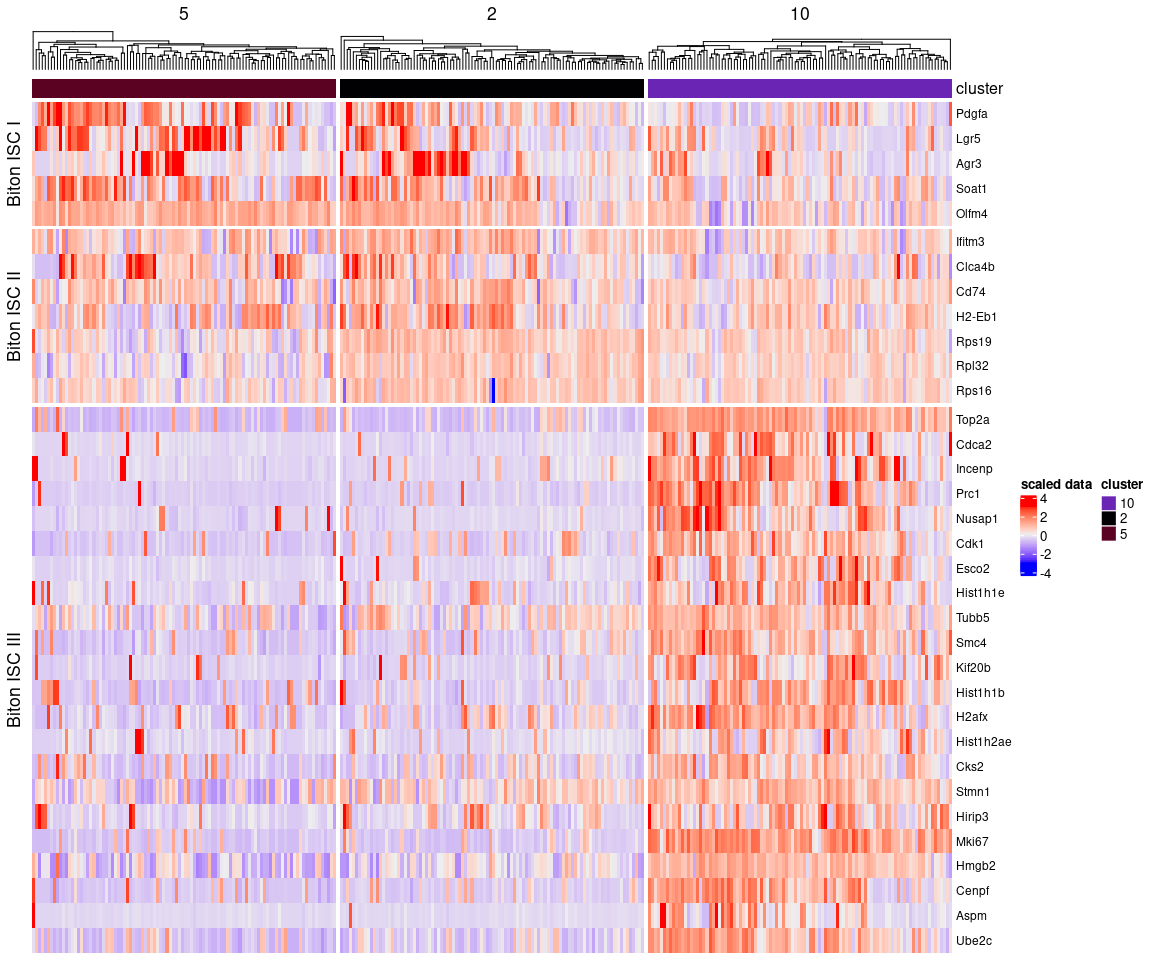 5
2
10
cluster
Biton ISC I
Pdgfa
Lgr5
Agr3
Soat1
Olfm4
Biton ISC II
Ifitm3
Clca4b
Cd74
H2-Eb1
Rps19
Rpl32
Rps16
Biton ISC III
Top2a
Cdca2
Incenp
Prc1
Nusap1
Cdk1
Esco2
Hist1h1e
Tubb5
Smc4
Kif20b
Hist1h1b
H2afx
Hist1h2ae
Cks2
Stmn1
Hirip3
Mki67
Hmgb2
Cenpf
Aspm
Ube2c
scaled data
4
2
0
-2
-4
cluster
10
2
5